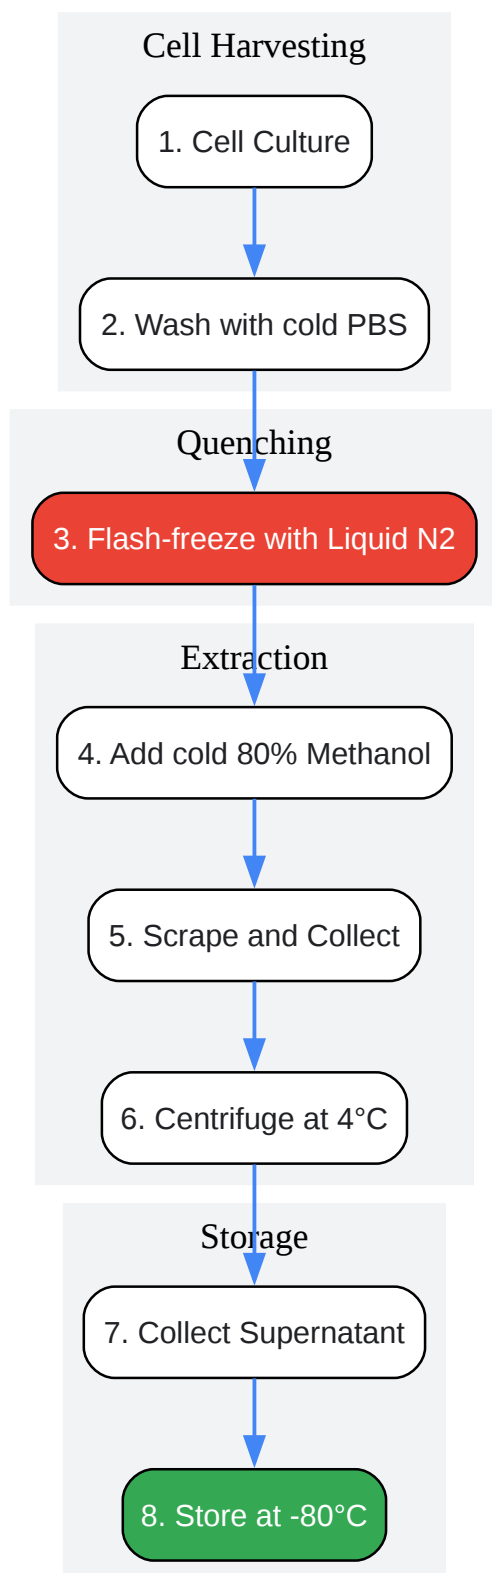 Cell Harvesting
1. Cell Culture
2. Wash with cold PBS
Quenching
3. Flash-freeze with Liquid N2
Extraction
4. Add cold 80% Methanol
5. Scrape and Collect
6. Centrifuge at 4°C
Storage
7. Collect Supernatant
8. Store at -80°C